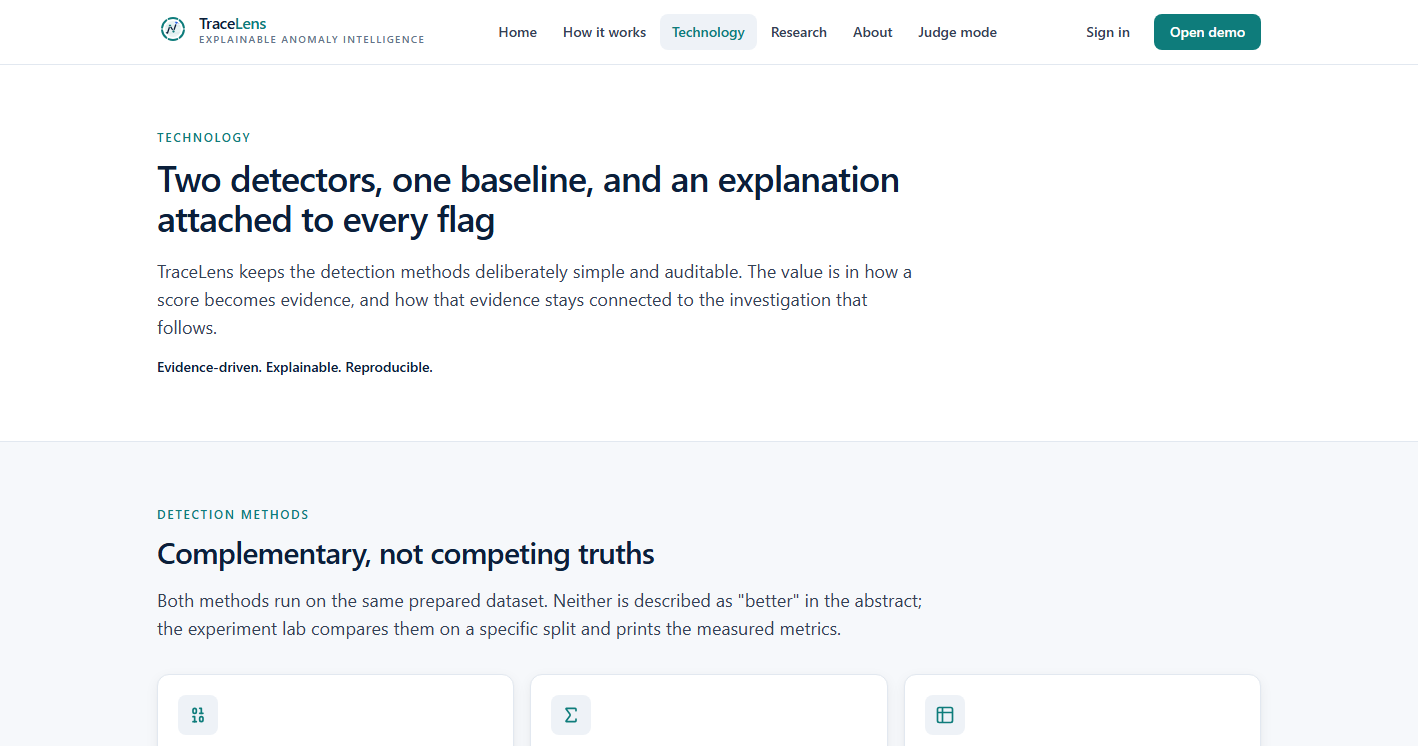 TraceLens
EXPLAINABLE ANOMALY INTELLIGENCE
Home
How it works
Technology
Research
About
Judge mode
Sign in
Open demo
TECHNOLOGY
Two detectors, one baseline, and an explanation
attached to every flag
TraceLens keeps the detection methods deliberately simple and auditable. The value is in how a
score becomes evidence, and how that evidence stays connected to the investigation that
follows.
Evidence-driven. Explainable. Reproducible.
DETECTION METHODS
Complementary, not competing truths
Both methods run on the same prepared dataset. Neither is described as "better" in the abstract;
the experiment lab compares them on a specific split and prints the measured metrics.